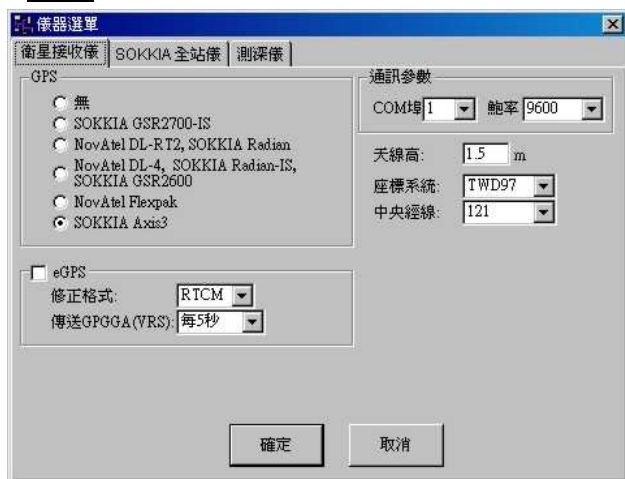 儀器選單
衛星接收儀 SOKKIA 全站儀 測深儀
GPS
無
SOKKIA GSR2700-IS
NovAtel DL-RT2, SOKKIA Radian
NovAtel DL-4, SOKKIA Radian-IS,
SOKKIA GSR2600
NovAtel Flexpak
SOKKIA Axis3
通訊參數
COM埠 1 鮑率 9600
天線高: 1.5 m
座標系統: TWD97
中央經線: 121
eGPS
修正格式: RTCM
傳送GPGGA(VRS): 每5秒
確定 取消